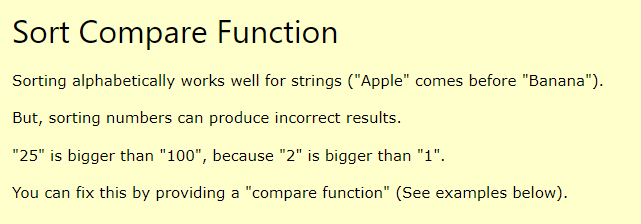 Sort Compare Function
Sorting alphabetically works well for strings ("Apple" comes before "Banana").
But, sorting numbers can produce incorrect results.
"25" is bigger than "100", because "2" is bigger than "1".
You can fix this by providing a "compare function" (See examples below).